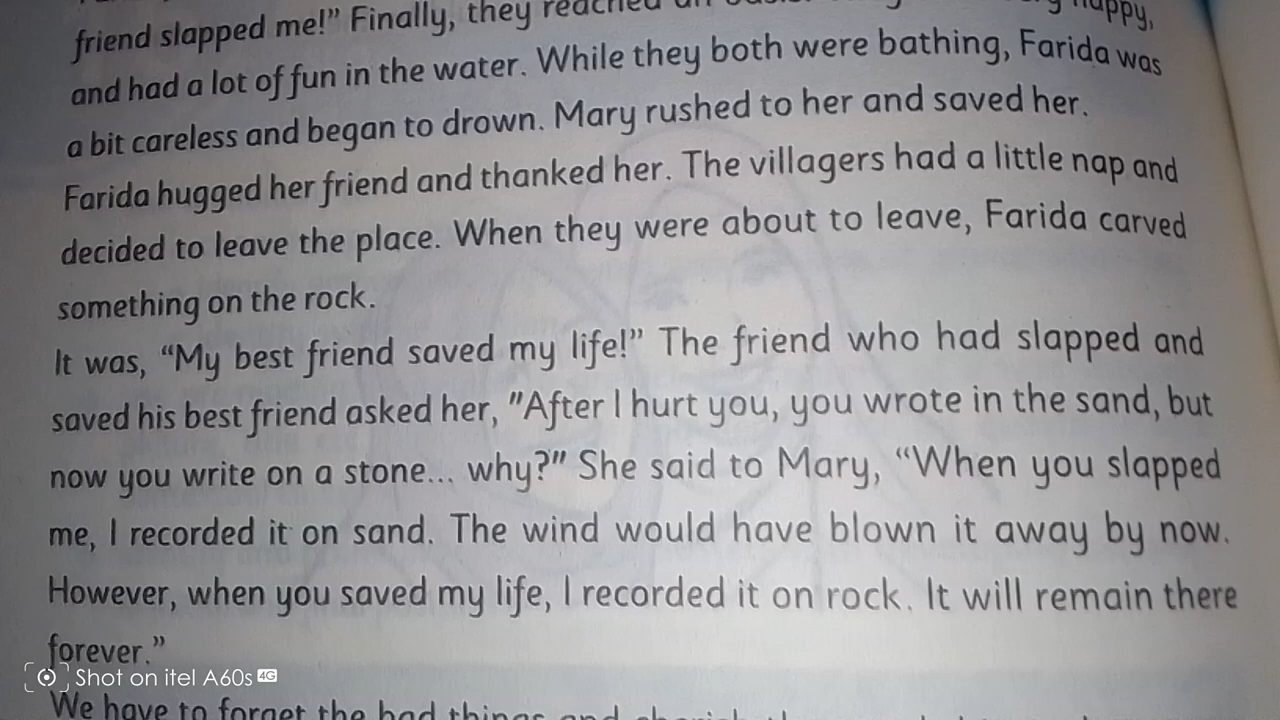 friend slapped me!” Finally, they reached an happy,
and had a lot of fun in the water. While they both were bathing, Farida was
a bit careless and began to drown. Mary rushed to her and saved her.
Farida hugged her friend and thanked her. The villagers had a little nap and
decided to leave the place. When they were about to leave, Farida carved
something on the rock.
It was, “My best friend saved my life!” The friend who had slapped and
saved his best friend asked her, "After I hurt you, you wrote in the sand, but
now you write on a stone... why?" She said to Mary, “When you slapped
me, I recorded it on sand. The wind would have blown it away by now.
However, when you saved my life, I recorded it on rock. It will remain there
forever.”
Shot on itel A60s 4G
We have to forget the bad things and